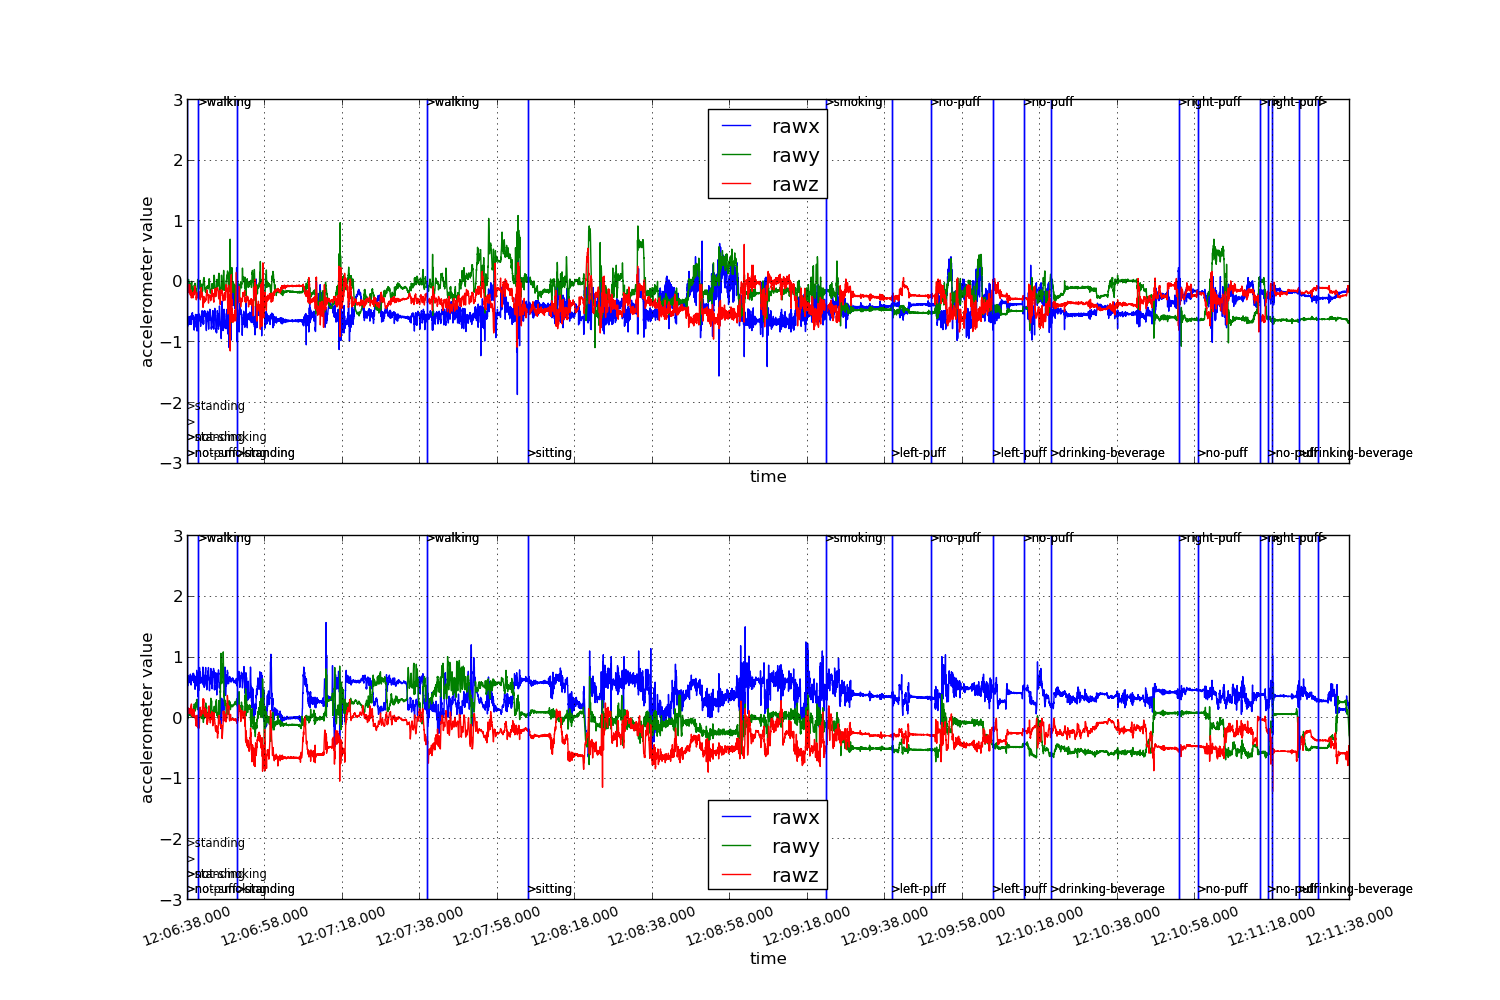 3
>walking
>walking
>smoking
>no-puff
>no-puff
>right-puff
>right-puff
>
rawx
rawy
rawz
2
1
0
−1
−2
−3
accelerometer value
>standing
>
>not-smoking
>no-puff
>standing
>sitting
>left-puff
>left-puff
>drinking-beverage
>no-puff
>no-puff
>drinking-beverage
time
3
>walking
>walking
>smoking
>no-puff
>no-puff
>right-puff
>right-puff
>
2
1
0
−1
−2
−3
accelerometer value
rawx
rawy
rawz
>standing
>
>not-smoking
>no-puff
>standing
>sitting
>left-puff
>left-puff
>drinking-beverage
>no-puff
>no-puff
>drinking-beverage
12:06:38.000
12:06:58.000
12:07:18.000
12:07:38.000
12:07:58.000
12:08:18.000
12:08:38.000
12:08:58.000
12:09:18.000
12:09:38.000
12:09:58.000
12:10:18.000
12:10:38.000
12:10:58.000
12:11:18.000
12:11:38.000
time